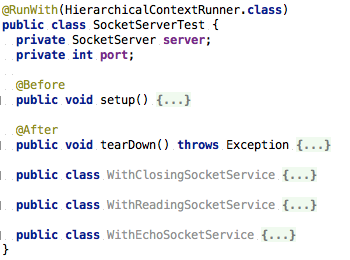 @RunWith(HierarchicalContextRunner.class)
public class SocketServerTest {
private SocketServer server;
private int port;
@Before
public void setup() {...}
@After
public void tearDown() throws Exception {...}
public class WithClosingSocketService {...}
public class WithReadingSocketService {...}
public class WithEchoSocketService {...}
}